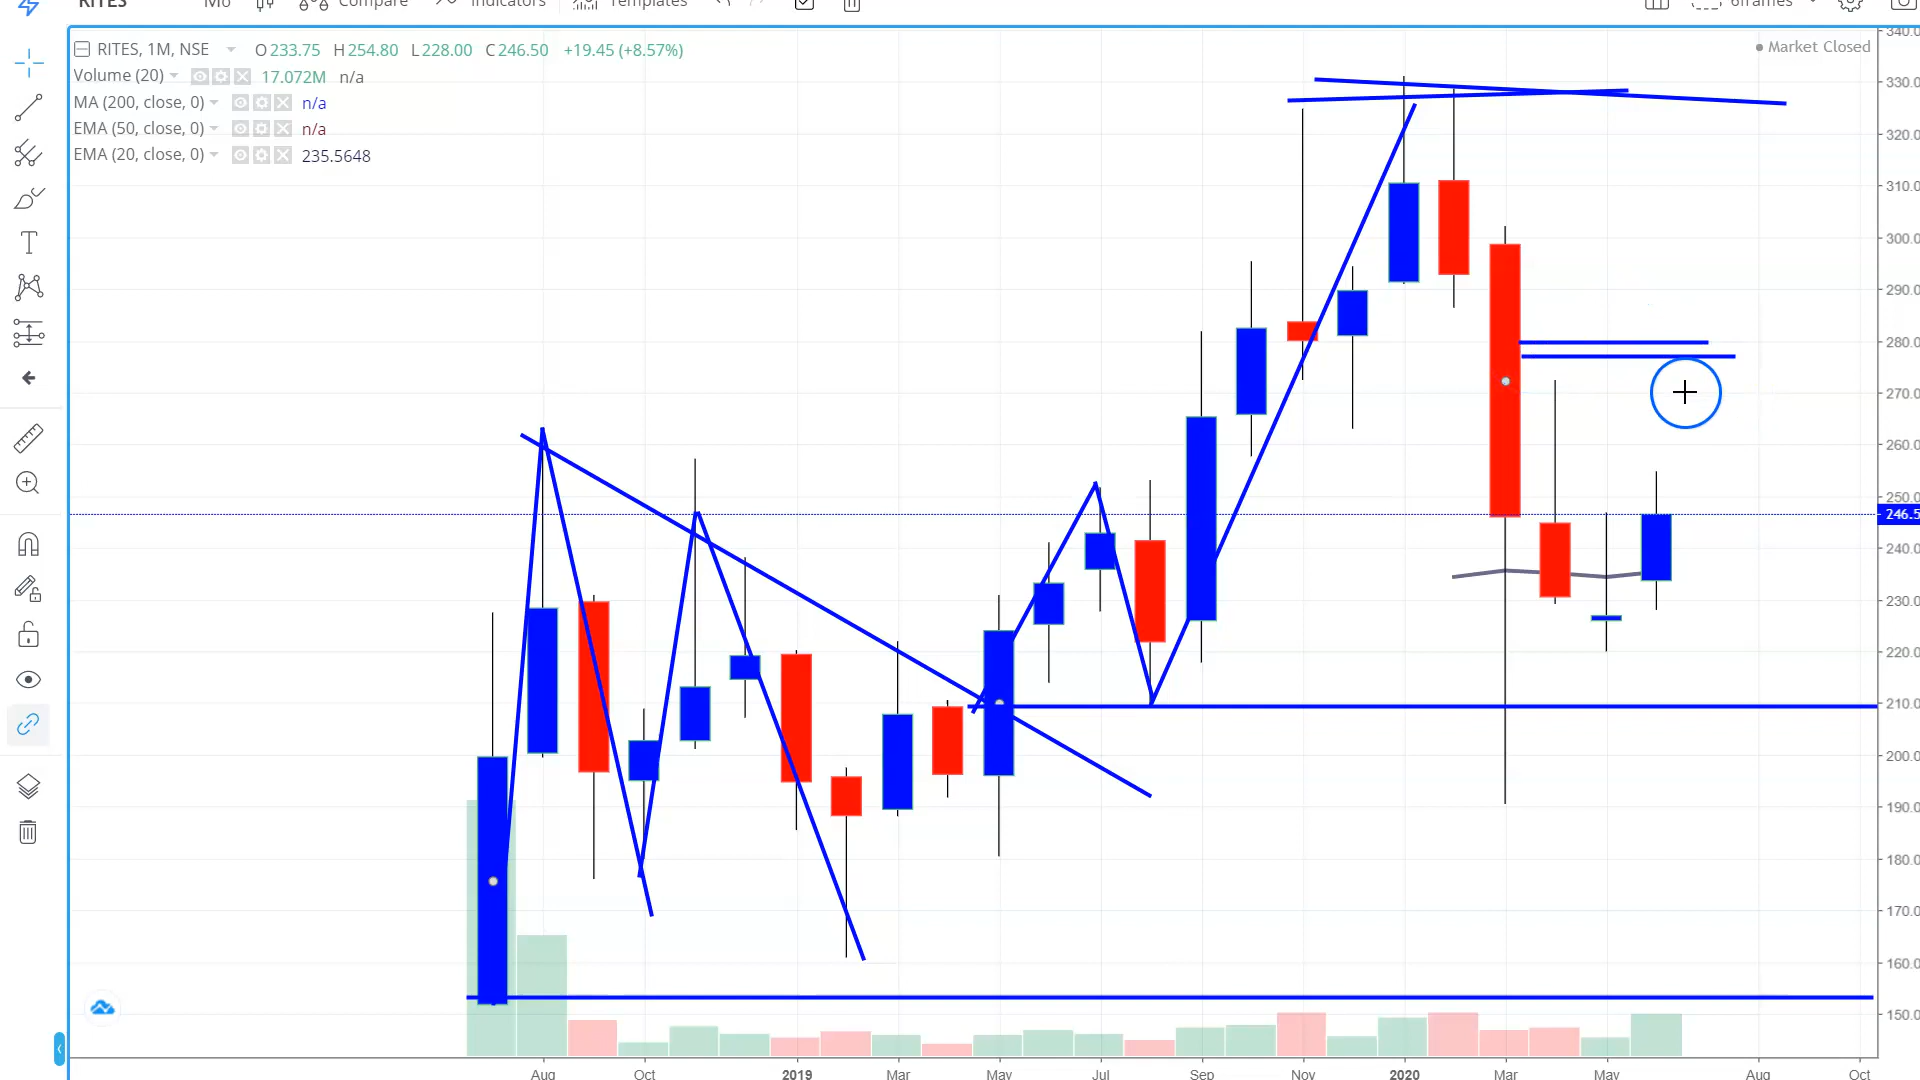 RITES Mo Compare Indicators Templates 6frames
RITES, 1M, NSE O233.75 H254.80 L228.00 C246.50 +19.45 (+8.57%)
Market Closed
Volume (20) 17.072M n/a
MA (200, close, 0) n/a
EMA (50, close, 0) n/a
EMA (20, close, 0) 235.5648
340.0
330.0
320.0
310.0
300.0
290.0
280.0
270.0
260.0
250.0
246.5
240.0
230.0
220.0
210.0
200.0
190.0
180.0
170.0
160.0
150.0
Aug Oct 2019 Mar May Jul Sep Nov 2020 Mar May Aug Oct